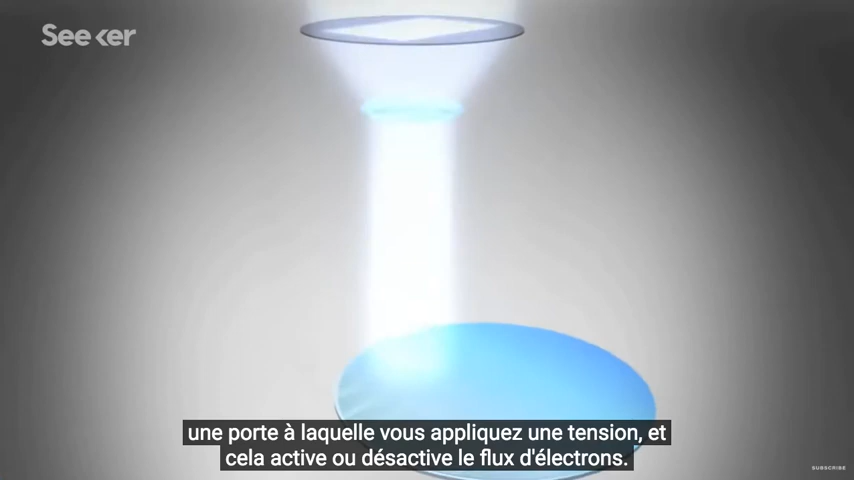 Seeker
une porte à laquelle vous appliquez une tension, et
cela active ou désactive le flux d'électrons.
SUBSCRIBE